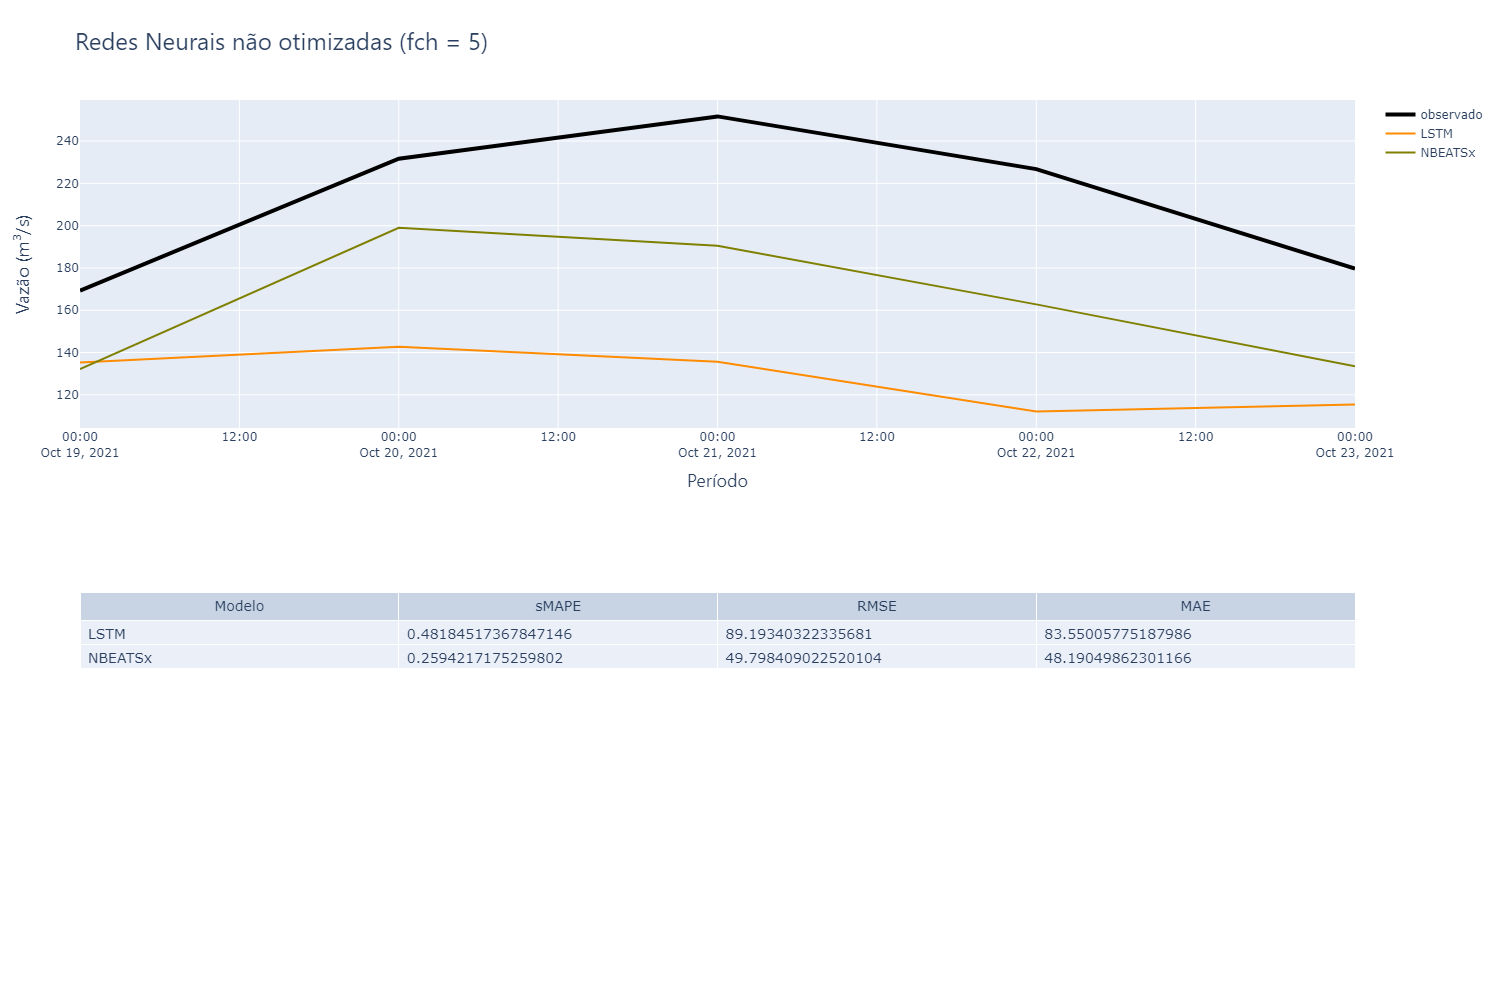 Redes Neurais não otimizadas (fch = 5)
observado
LSTM
NBEATSx
Vazão (m³/s)
240
220
200
180
160
140
120
00:00 12:00 00:00 12:00 00:00 12:00 00:00 12:00 00:00
Oct 19, 2021 Oct 20, 2021 Oct 21, 2021 Oct 22, 2021 Oct 23, 2021
Período
Modelo sMAPE RMSE MAE
LSTM 0.48184517367847146 89.19340322335681 83.55005775187986
NBEATSx 0.2594217175259802 49.798409022520104 48.19049862301166